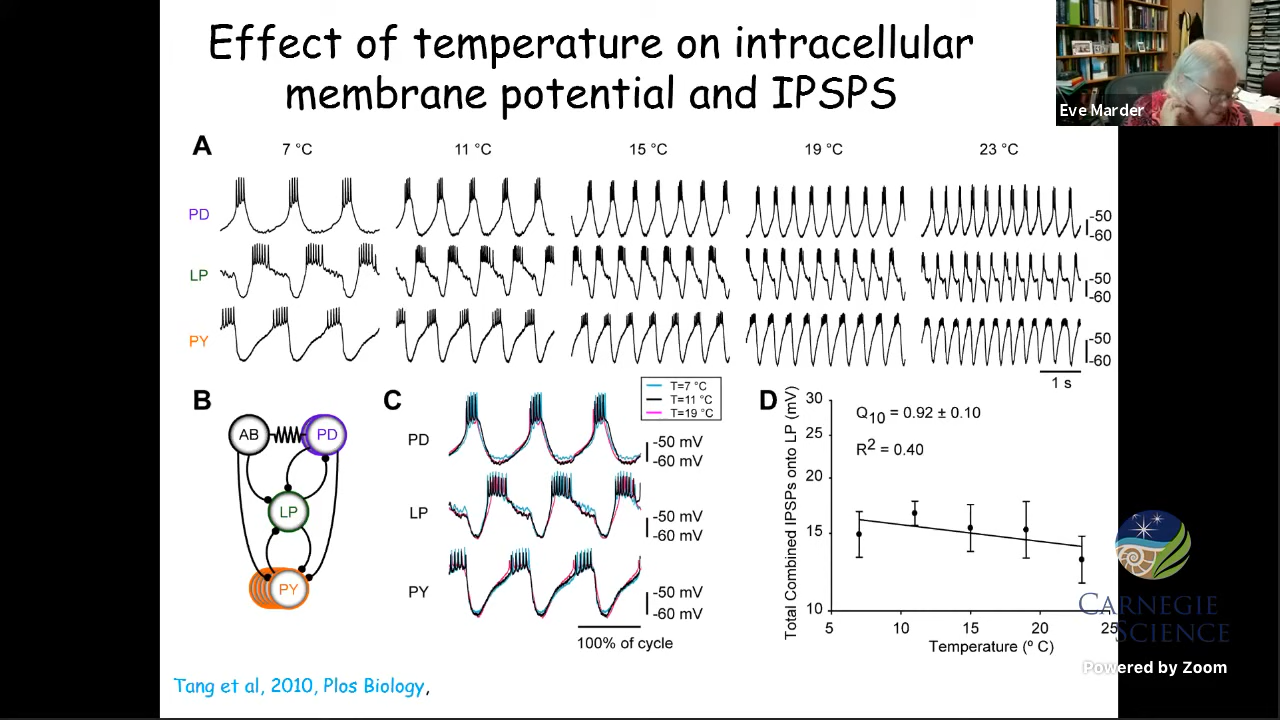 Effect of temperature on intracellular
membrane potential and IPSPS
Eve Marder
A
7 °C 11 °C 15 °C 19 °C 23 °C
PD
-50
-60
LP
-50
-60
PY
-50
-60
1 s
B
AB
PD
LP
PY
C
T=7 °C
T=11 °C
T=19 °C
PD
-50 mV
-60 mV
LP
-50 mV
-60 mV
PY
-50 mV
-60 mV
100% of cycle
D
Total Combined IPSPs onto LP (mV)
30
25
20
15
10
Q10 = 0.92 ± 0.10
R2 = 0.40
5 10 15 20 25
Temperature (º C)
CARNEGIE
SCIENCE
Powered by Zoom
Tang et al, 2010, Plos Biology,